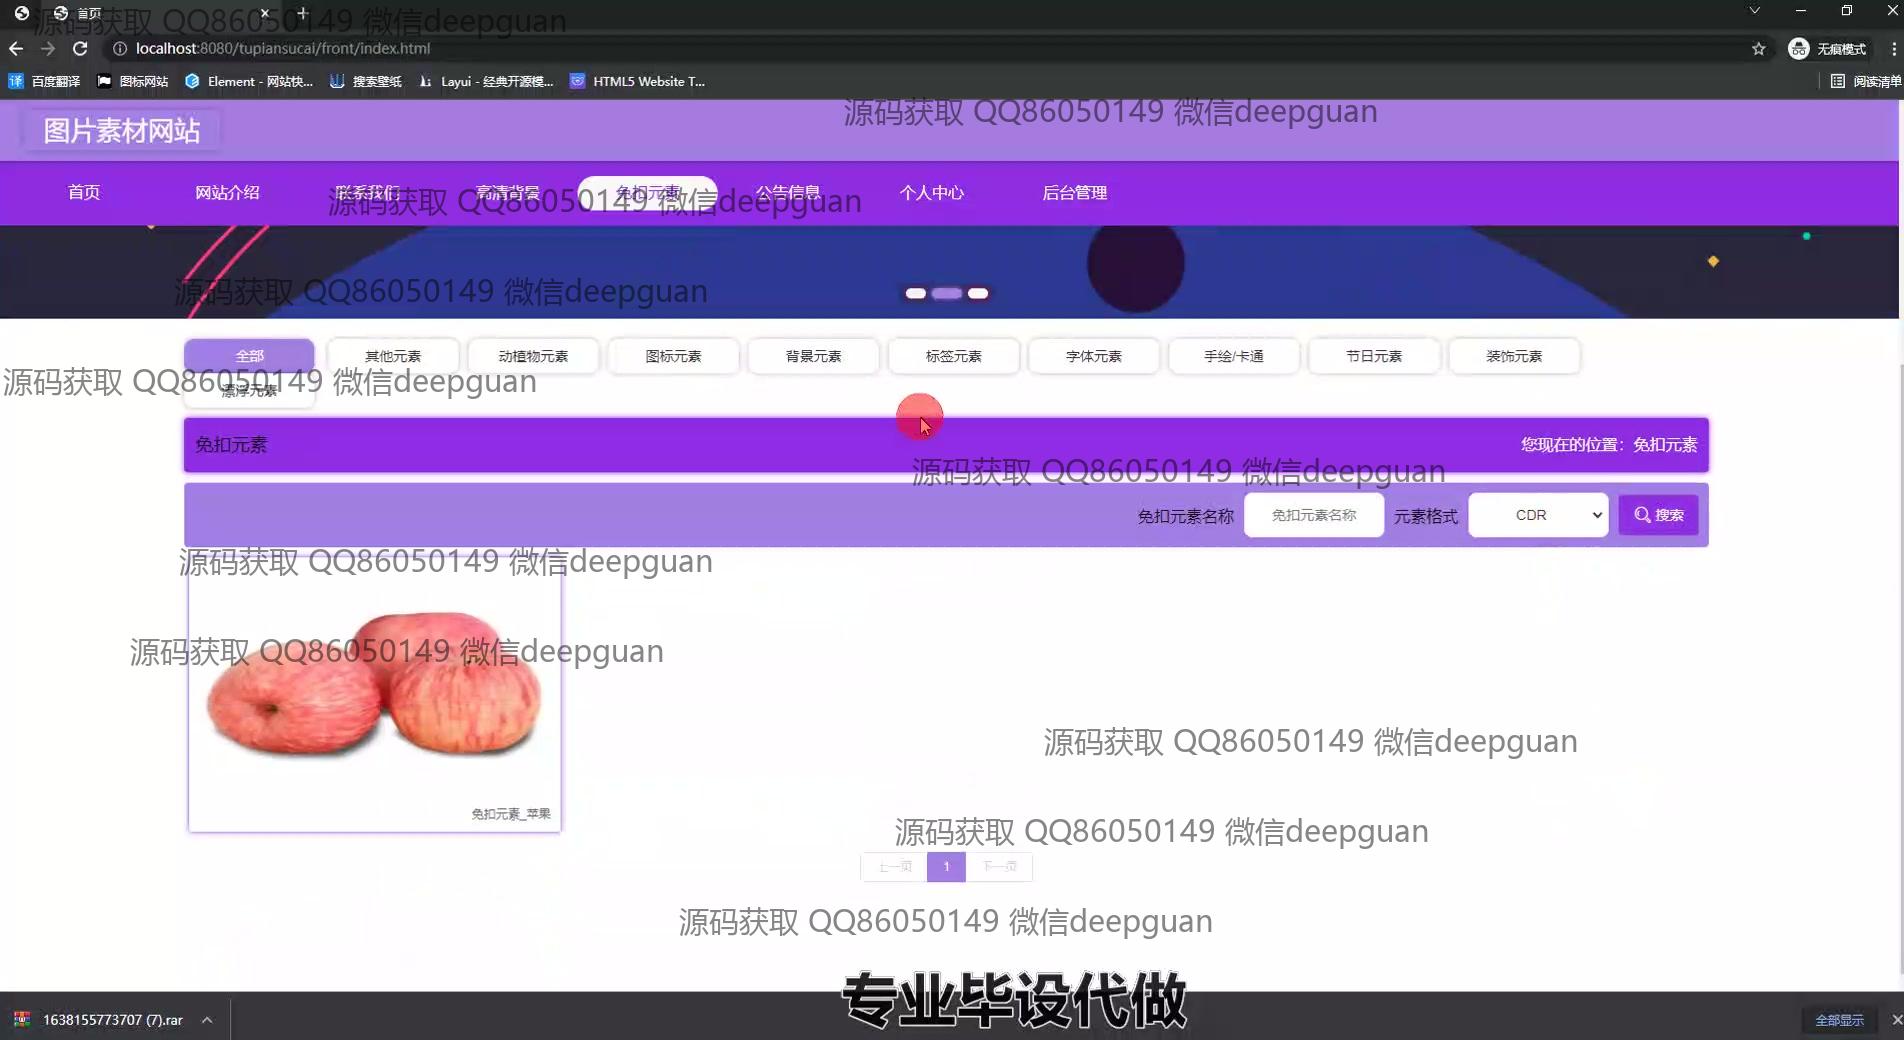 首页
源码获取 QQ86050149 微信deepguan
localhost:8080/tupiansucai/front/index.html
无痕模式
百度翻译
图标网站
Element - 网站快...
搜索壁纸
Layui - 经典开源模...
HTML5 Website T...
阅读清单
图片素材网站
源码获取 QQ86050149 微信deepguan
首页
网站介绍
联系我们
高清背景
免扣元素
公告信息
个人中心
后台管理
源码获取 QQ86050149 微信deepguan
源码获取 QQ86050149 微信deepguan
全部
其他元素
动植物元素
图标元素
背景元素
标签元素
字体元素
手绘/卡通
节日元素
装饰元素
漂浮元素
源码获取 QQ86050149 微信deepguan
免扣元素
您现在的位置：免扣元素
源码获取 QQ86050149 微信deepguan
免扣元素名称
免扣元素名称
元素格式
CDR
搜索
源码获取 QQ86050149 微信deepguan
源码获取 QQ86050149 微信deepguan
源码获取 QQ86050149 微信deepguan
免扣元素_苹果
源码获取 QQ86050149 微信deepguan
上一页
1
下一页
源码获取 QQ86050149 微信deepguan
专业毕设代做
1638155773707 (7).rar
全部显示